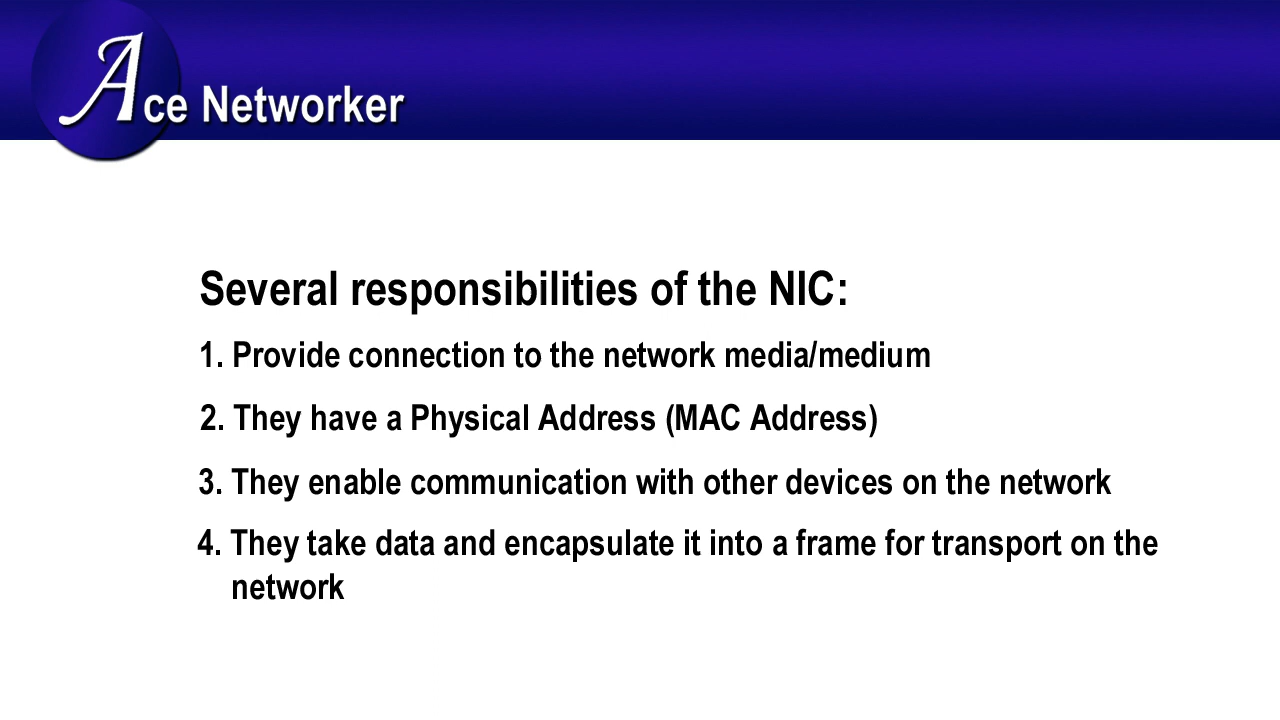 Ace Networker
Several responsibilities of the NIC:
1. Provide connection to the network media/medium
2. They have a Physical Address (MAC Address)
3. They enable communication with other devices on the network
4. They take data and encapsulate it into a frame for transport on the
network